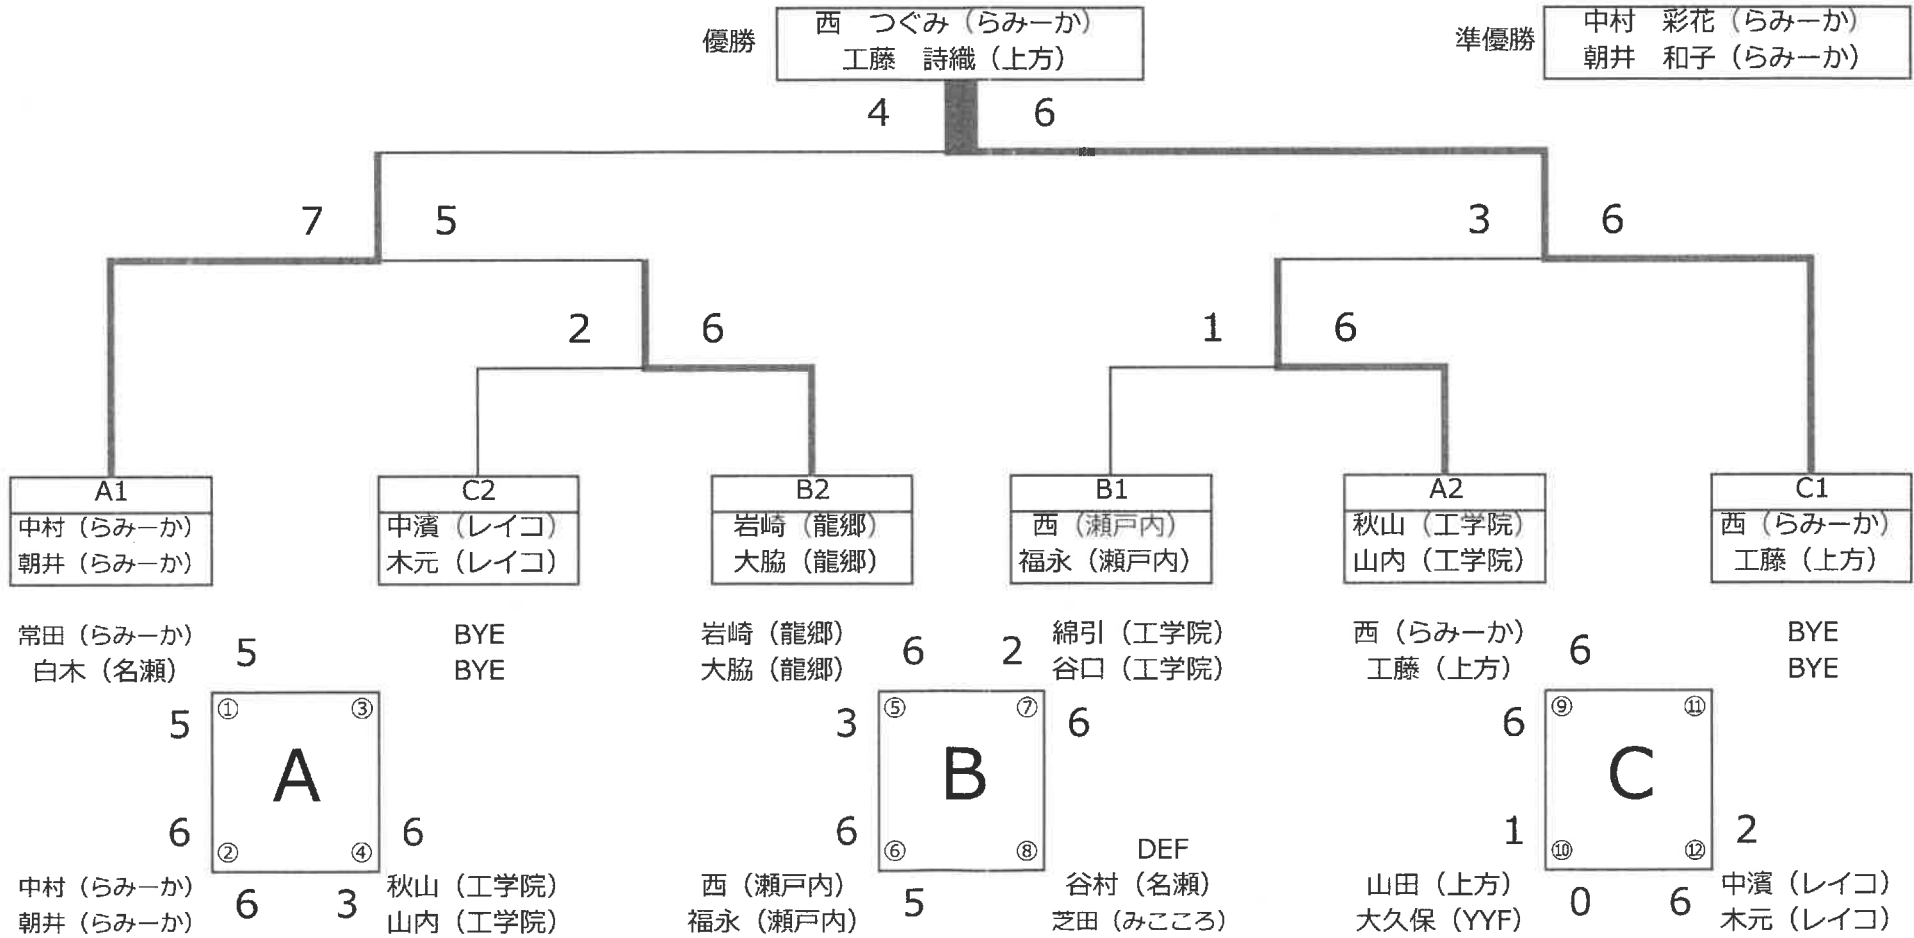 優勝
西　つぐみ（らみーか）
工藤　詩織（上方）
準優勝
中村　彩花（らみーか）
朝井　和子（らみーか）
4 6
7 5 3 6
2 6 1 6
A1
中村（らみーか）
朝井（らみーか）
C2
中濱（レイコ）
木元（レイコ）
B2
岩崎（龍郷）
大脇（龍郷）
B1
西（瀬戸内）
福永（瀬戸内）
A2
秋山（工学院）
山内（工学院）
C1
西（らみーか）
工藤（上方）
常田（らみーか）
白木（名瀬）
5
BYE
BYE
5
① ③
A
6 6
② ④
中村（らみーか）
朝井（らみーか）
6 3
秋山（工学院）
山内（工学院）
岩崎（龍郷）
大脇（龍郷）
6 2
綿引（工学院）
谷口（工学院）
3 6
⑤ ⑦
B
6
⑥ ⑧
DEF
西（瀬戸内）
福永（瀬戸内）
5
谷村（名瀬）
芝田（みこころ）
西（らみーか）
工藤（上方）
6
BYE
BYE
6
⑨ ⑪
C
1 2
⑩ ⑫
山田（上方）
大久保（YYF）
0 6
中濱（レイコ）
木元（レイコ）